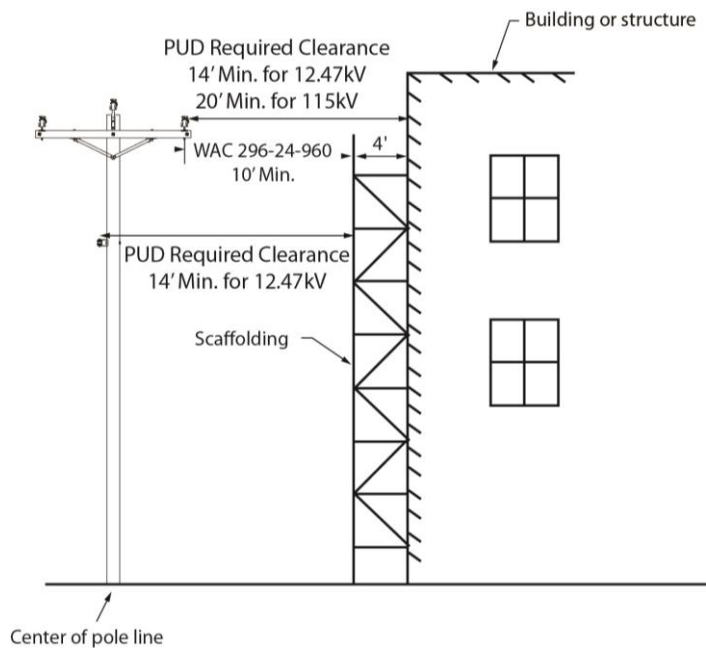 Building or structure
PUD Required Clearance
14' Min. for 12.47kV
20' Min. for 115kV
WAC 296-24-960
10' Min.
4'
PUD Required Clearance
14' Min. for 12.47kV
Scaffolding
Center of pole line